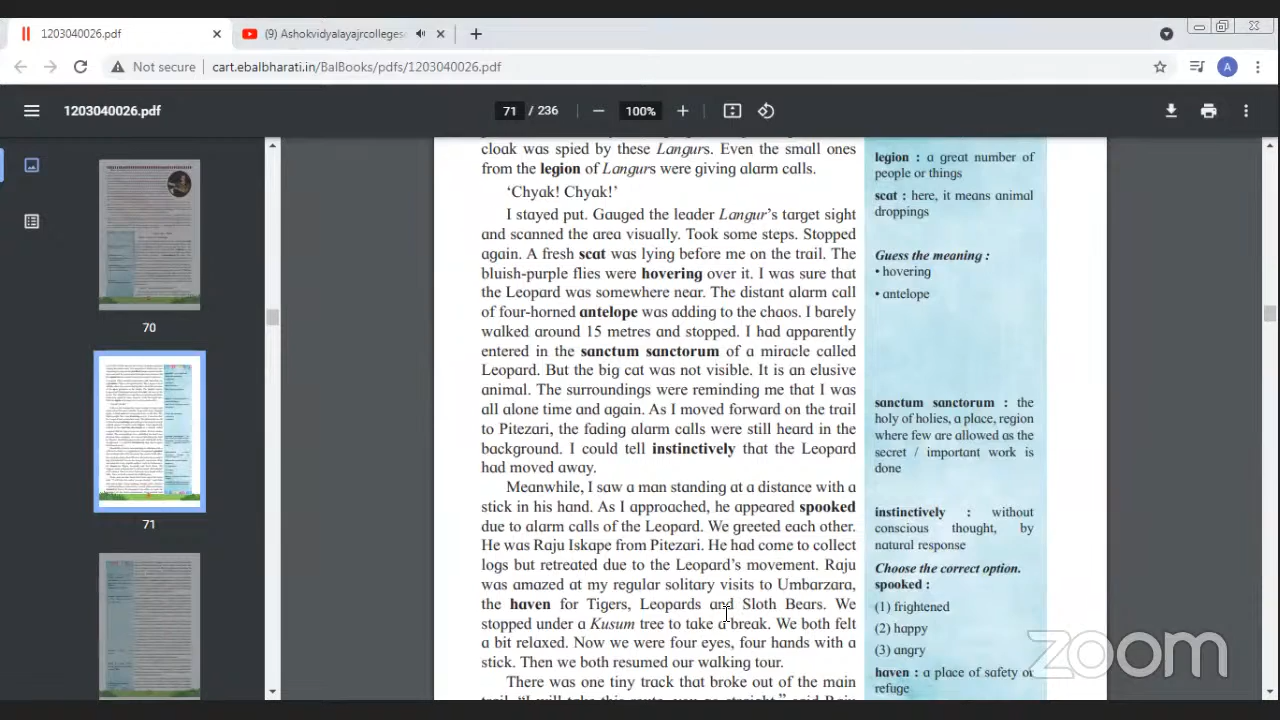 1203040026.pdf
(9) Ashokvidyalayajrcolleges
Not secure
cart.ebalbharati.in/BalBooks/pdfs/1203040026.pdf
A
1203040026.pdf
71 / 236
100%
70
71
cloak was spied by these Langurs. Even the small ones
from the legion of Langurs were giving alarm calls.
‘Chyak! Chyak!’
I stayed put. Gauged the leader Langur’s target sight
and scanned the area visually. Took some steps. Stopped
again. A fresh scat was lying before me on the trail. The
bluish-purple flies were hovering over it. I was sure that
the Leopard was somewhere near. The distant alarm call
of four-horned antelope was adding to the chaos. I barely
walked around 15 metres and stopped. I had apparently
entered in the sanctum sanctorum of a miracle called
Leopard. But the big cat was not visible. It is an elusive
animal. The surroundings were reminding me that I was
all alone time and again. As I moved forward on the trail
to Pitezari, the fading alarm calls were still heard in the
background. I could tell instinctively that the Leopard
had moved away.
Meanwhile, I saw a man standing at a distance with a
stick in his hand. As I approached, he appeared spooked
due to alarm calls of the Leopard. We greeted each other.
He was Raju Iskape from Pitezari. He had come to collect
logs but retreated due to the Leopard’s movement. Raju
was amazed at my regular solitary visits to Umbarzara,
the haven for Tigers, Leopards and Sloth Bears. We
stopped under a Kusum tree to take a break. We both felt
a bit relaxed. Now we were four eyes, four hands with a
stick. Then we both resumed our walking tour.
There was one tiny track that broke out of the main
trail. “I will take this route, you go straight,” said Raju
legion : a great number of
people or things
scat : here, it means animal
droppings
Guess the meaning :
• hovering
• antelope
sanctum sanctorum : the
holy of holies, a place, region
where few are allowed as the
secret / important work is
done
instinctively : without
conscious thought, by
natural response
Choose the correct option.
spooked :
(1) frightened
(2) happy
(3) angry
haven : a place of safety or
refuge
zoom